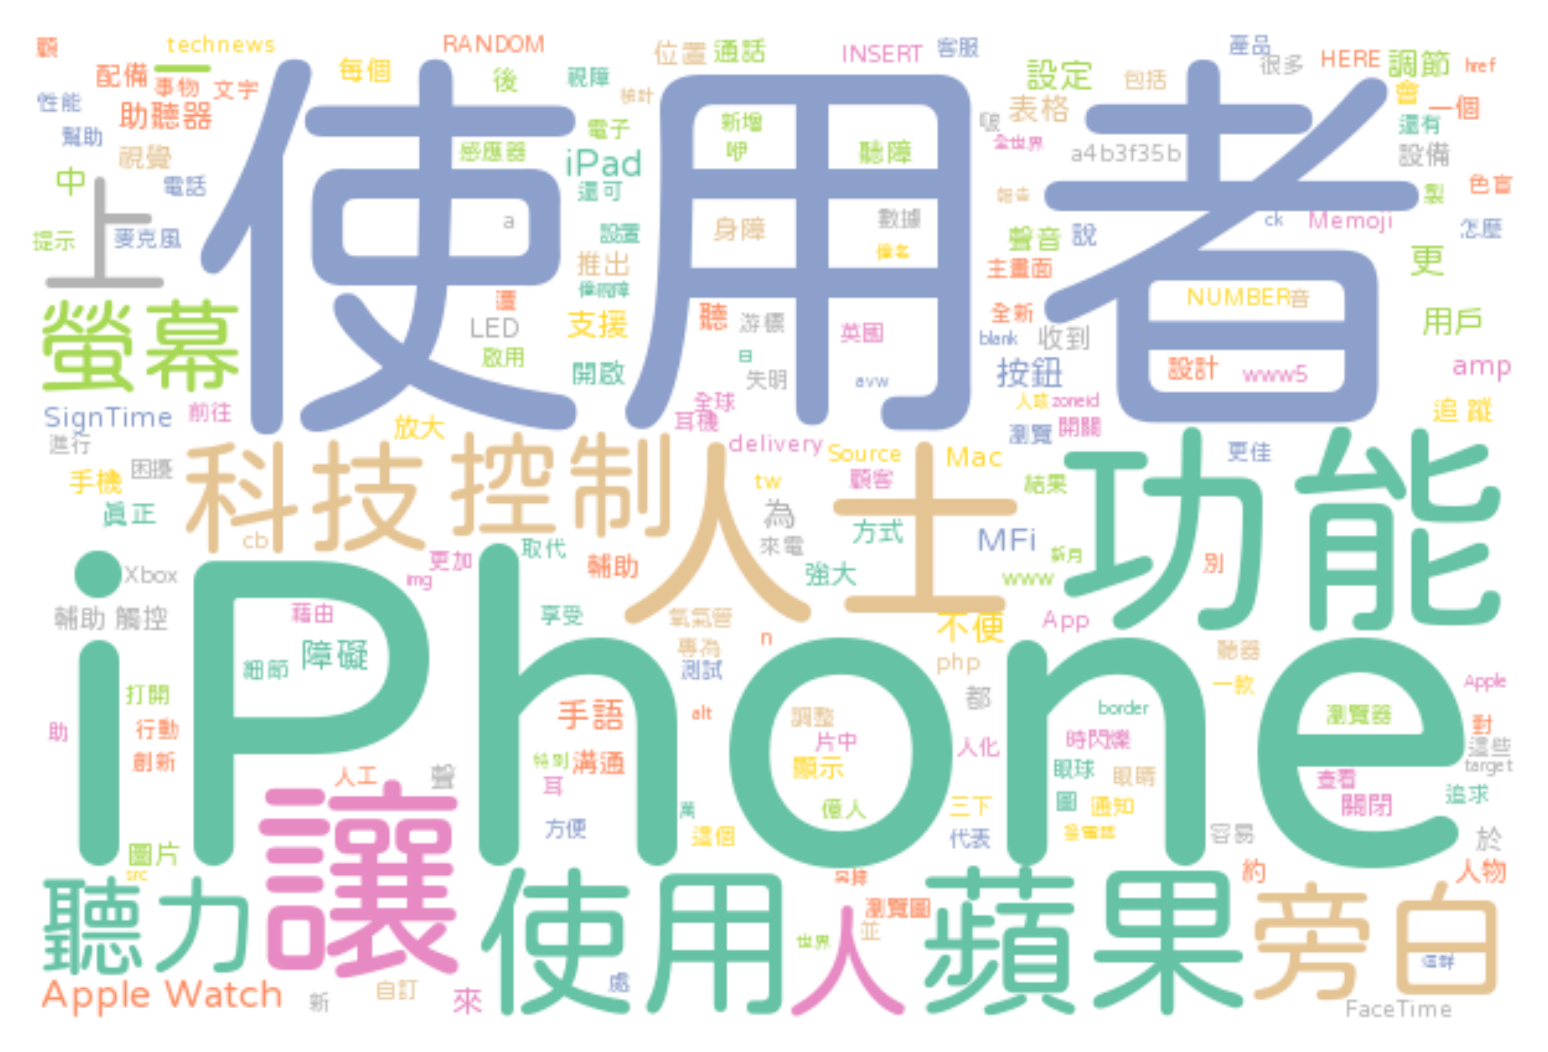 顧
technews
RANDOM
位置
通話
INSERT
客服
產品
很多
HERE
調節
href
配備
一
事物
文字
每個
後
視障
設定
包括
會
一個
性能
助聽器
電子
新增
表格
全世界
還有
幫助
視覺
感應器
iPad
咿
聽障
a4b3f35b
設備
中
電話
還可
色盲
製
上
使用者
a
身障
數據
ck
Memoji
怎麼
提示
麥克風
設置
聲音
說
推出
主畫面
更
NUMBER
音
螢幕
LED
支援
聽
游標
英國
全新
收到
用戶
啟用
blank
開啟
日
失明
avw
按鈕
設計
www5
amp
SignTime
前往
放大
全球
耳機
zoneid
追蹤
進行
delivery
Source
Mac
瀏覽
開關
更佳
手機
困擾
科技
控制
人士
功能
tw
顧客
結果
真正
為
方式
MFi
cb
取代
來電
Xbox
更加
img
輔助
強大
www
別
輔助
觸控
藉由
享受
不便
App
iPhone
障礙
細節
專為
測試
n
php
聽器
一款
Apple
打開
手語
alt
調整
都
border
瀏覽器
對
助
行動
片中
人化
時閃爍
這些
創新
人工
聲
特別
溝通
顯示
眼球
眼睛
查看
target
耳
億人
三下
圖
通知
關閉
追求
讓
方便
萬
這個
代表
容易
於
圖片
src
約
人物
聽力
使用
人
瀏覽圖
蘋果
旁白
世界
並
Apple Watch
新
自訂
來
處
FaceTime